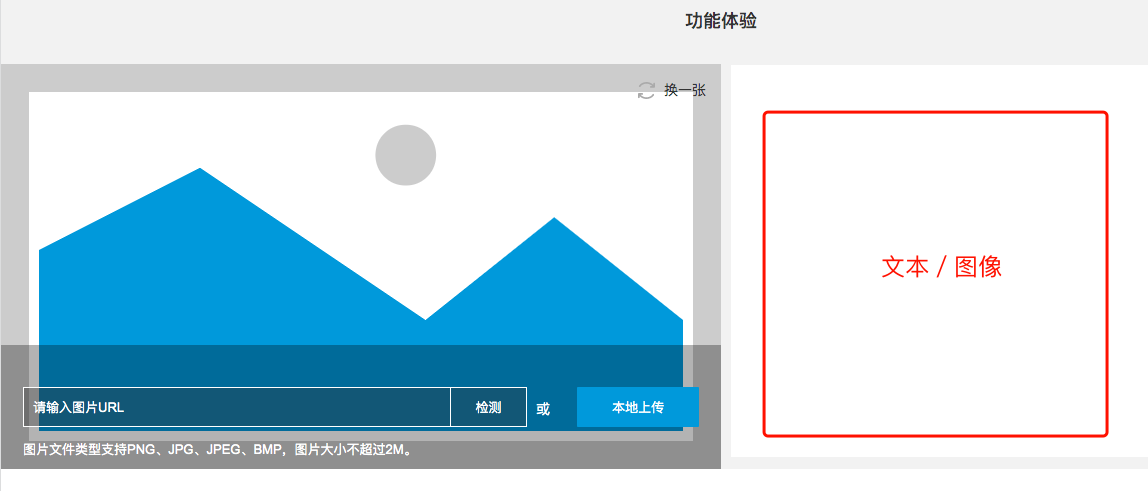 功能体验
换一张
文本 / 图像
请输入图片URL
检测
或
本地上传
图片文件类型支持PNG、JPG、JPEG、BMP，图片大小不超过2M。